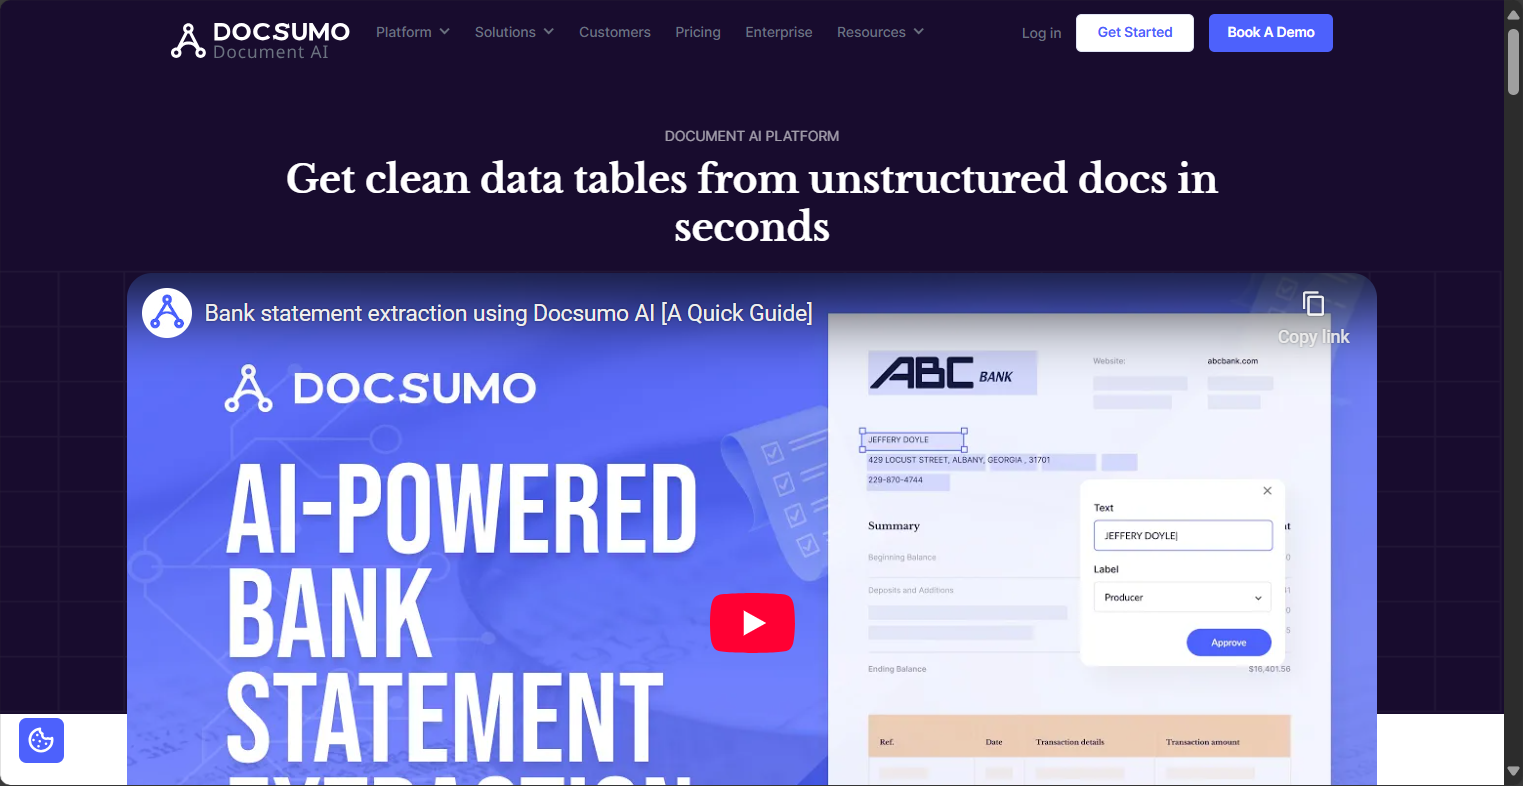 DOCSUMO
Document AI
Platform
Solutions
Customers
Pricing
Enterprise
Resources
Log in
Get Started
Book A Demo
DOCUMENT AI PLATFORM
Get clean data tables from unstructured docs in
seconds
Bank statement extraction using Docsumo AI [A Quick Guide]
Copy link
DOCSUMO
AI-POWERED
BANK
STATEMENT
EXTRACTION
ABC BANK
Website:
abcbank.com
JEFFERY DOYLE
429 LOCUST STREET, ALBANY, GEORGIA , 31701
229-870-4744
Summary
Beginning Balance
Deposits and Additions
Ending Balance
$16,401.56
Text
JEFFERY DOYLE
Label
Producer
Approve
Ref.
Date
Transaction details
Transaction amount